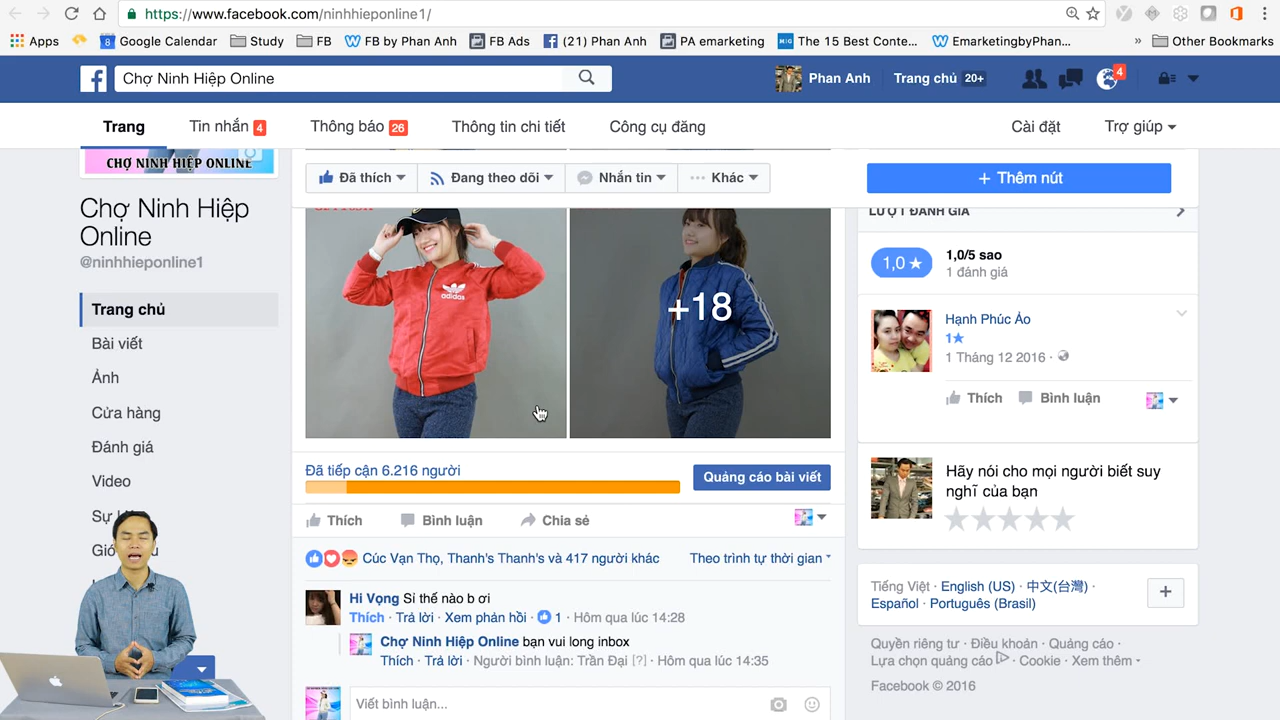 https://www.facebook.com/ninhhieponline1/
Apps
8 Google Calendar
Study
FB
FB by Phan Anh
FB Ads
(21) Phan Anh
PA emarketing
The 15 Best Conte...
EmarketingbyPhan...
» Other Bookmarks
Chợ Ninh Hiệp Online
Phan Anh
Trang chủ 20+
4
Trang
Tin nhắn 4
Thông báo 26
Thông tin chi tiết
Công cụ đăng
Cài đặt
Trợ giúp
CHỢ NINH HIỆP ONLINE
Chợ Ninh Hiệp
Online
@ninhhieponline1
Trang chủ
Bài viết
Ảnh
Cửa hàng
Đánh giá
Video
Đã thích
Đang theo dõi
Nhắn tin
··· Khác
+ Thêm nút
adidas
+18
Đã tiếp cận 6.216 người
Quảng cáo bài viết
Thích
Bình luận
Chia sẻ
Cúc Vạn Thọ, Thanh's Thanh's và 417 người khác
Theo trình tự thời gian
Hi Vọng Sỉ thế nào b ơi
Thích · Trả lời · Xem phản hồi · 1 · Hôm qua lúc 14:28
Chợ Ninh Hiệp Online bạn vui long inbox
Thích · Trả lời · Người bình luận: Trần Đại [?] · Hôm qua lúc 14:35
Viết bình luận...
LƯỢT ĐÁNH GIÁ
1,0 ★
1,0/5 sao
1 đánh giá
Hạnh Phúc Ảo
1★
1 Tháng 12 2016 ·
Thích
Bình luận
Hãy nói cho mọi người biết suy
nghĩ của bạn
Tiếng Việt · English (US) · 中文(台灣) ·
Español · Português (Brasil)
+
Quyền riêng tư · Điều khoản · Quảng cáo ·
Lựa chọn quảng cáo · Cookie · Xem thêm
Facebook © 2016